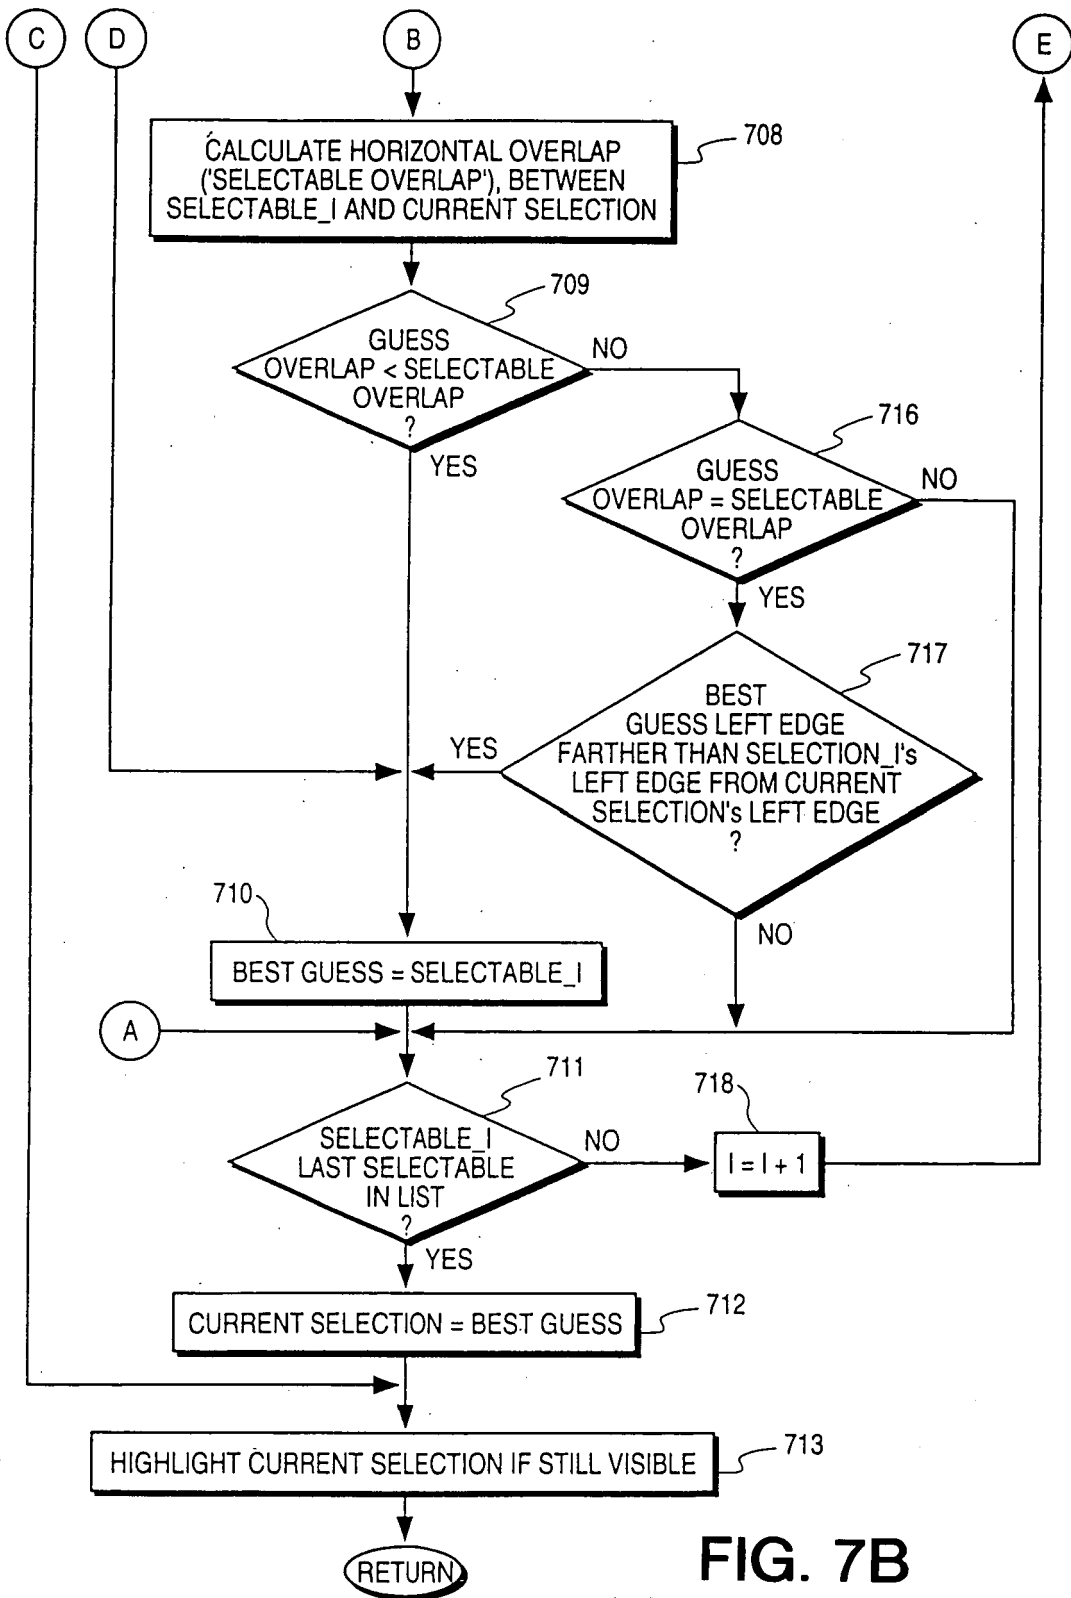 C
D
B
E
708
CALCULATE HORIZONTAL OVERLAP
('SELECTABLE OVERLAP'), BETWEEN
SELECTABLE_I AND CURRENT SELECTION
709
GUESS
OVERLAP < SELECTABLE
OVERLAP
?
NO
YES
716
GUESS
OVERLAP = SELECTABLE
OVERLAP
?
NO
YES
717
BEST
GUESS LEFT EDGE
FARTHER THAN SELECTION_I's
LEFT EDGE FROM CURRENT
SELECTION's LEFT EDGE
?
YES
NO
710
BEST GUESS = SELECTABLE_I
A
711
SELECTABLE_I
LAST SELECTABLE
IN LIST
?
NO
YES
718
I = I + 1
CURRENT SELECTION = BEST GUESS
712
HIGHLIGHT CURRENT SELECTION IF STILL VISIBLE
713
RETURN
FIG. 7B